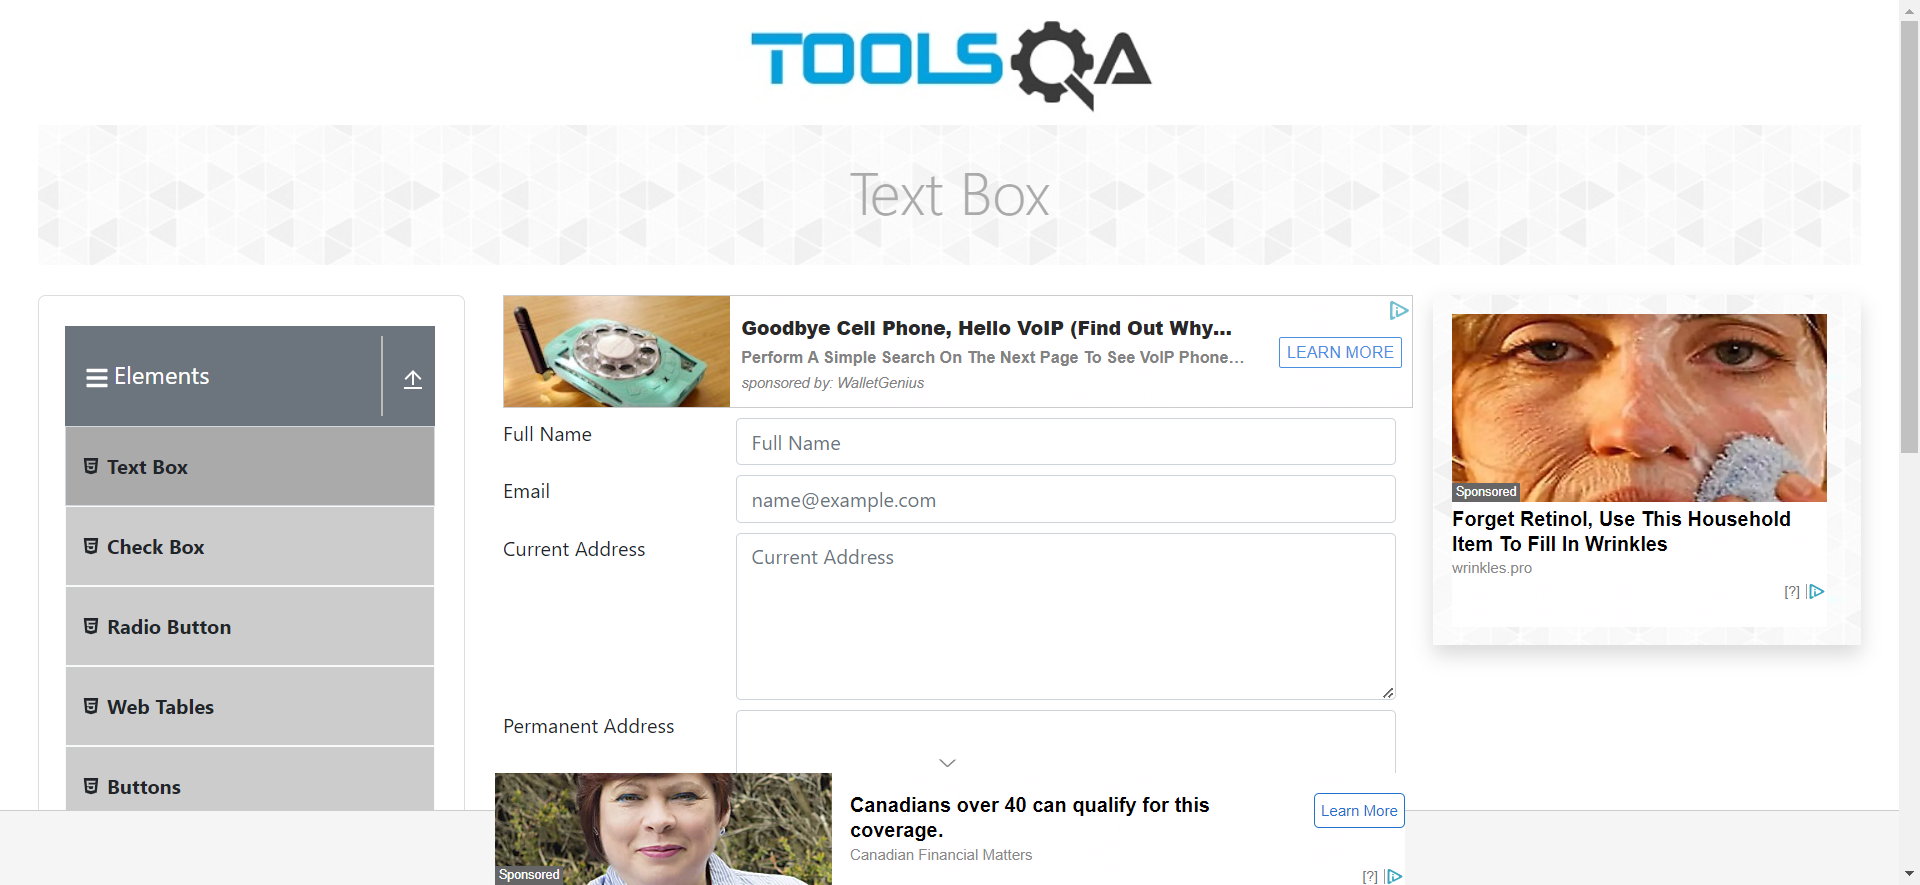 TOOLSQA
Text Box
Elements
Text Box
Check Box
Radio Button
Web Tables
Buttons
Goodbye Cell Phone, Hello VoIP (Find Out Why...
Perform A Simple Search On The Next Page To See VoIP Phone...
sponsored by: WalletGenius
LEARN MORE
Full Name
Full Name
Email
name@example.com
Current Address
Current Address
Permanent Address
Sponsored
Forget Retinol, Use This Household
Item To Fill In Wrinkles
wrinkles.pro
[?]
Sponsored
Canadians over 40 can qualify for this
coverage.
Canadian Financial Matters
Learn More
[?]